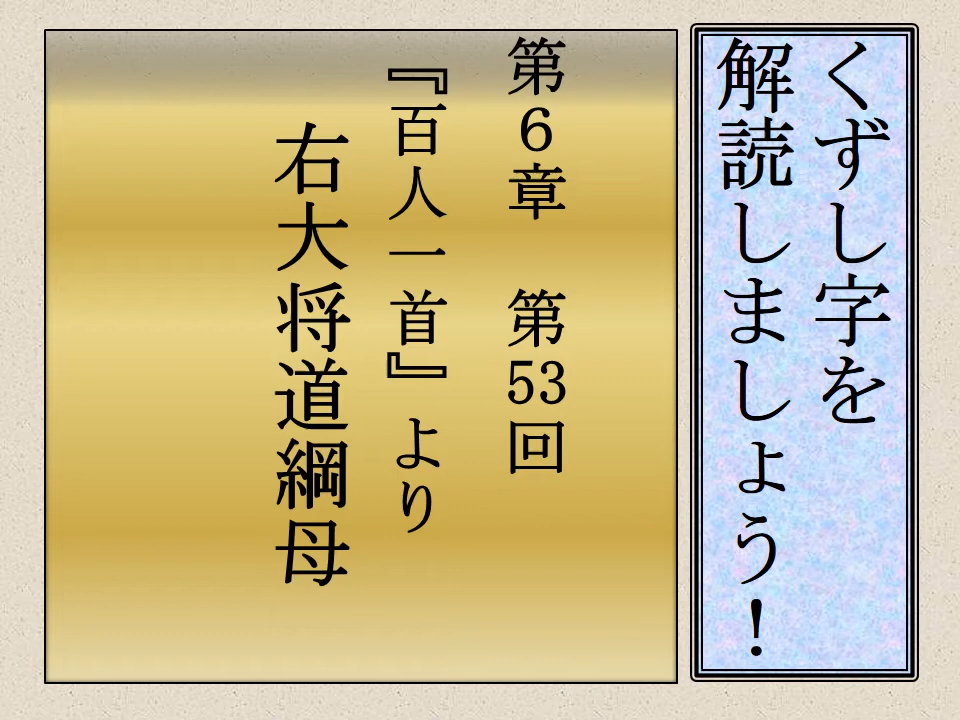 くずし字を
解読しましょう！
第６章　第53回
『百人一首』より
右大将道綱母